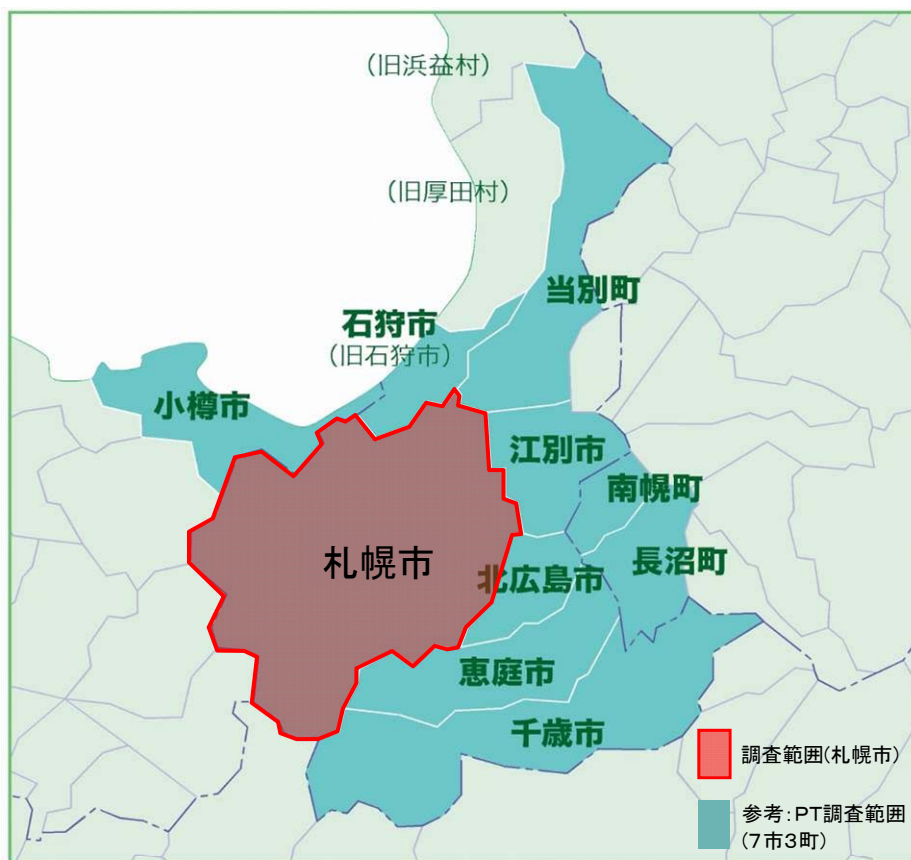 (旧浜益村)
(旧厚田村)
当別町
石狩市
(旧石狩市)
小樽市
江別市
南幌町
札幌市
北広島市
長沼町
恵庭市
千歳市
調査範囲(札幌市)
参考:PT調査範囲
(7市3町)